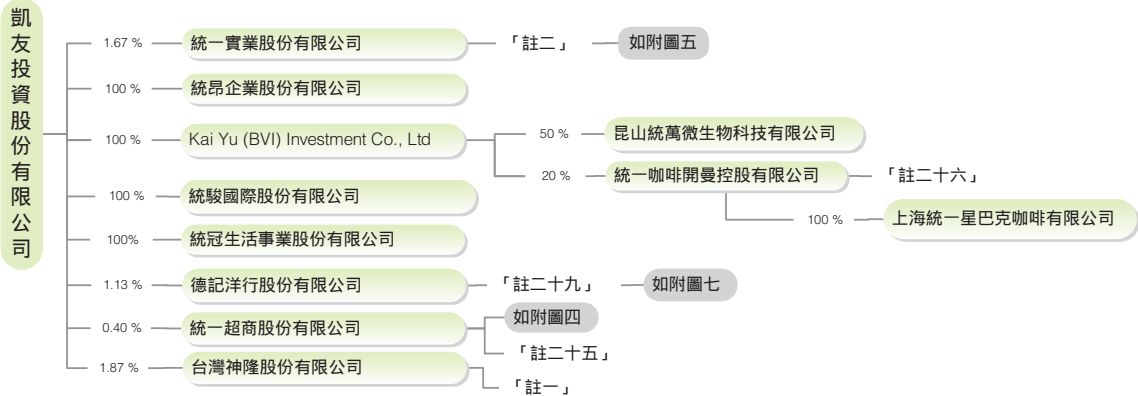 凱友投資股份有限公司
1.67 % 統一實業股份有限公司 「註二」 如附圖五
100 % 統昂企業股份有限公司
100 % Kai Yu (BVI) Investment Co., Ltd
50 % 昆山統萬微生物科技有限公司
20 % 統一咖啡開曼控股有限公司 「註二十六」
100 % 上海統一星巴克咖啡有限公司
100 % 統駿國際股份有限公司
100% 統冠生活事業股份有限公司
1.13 % 德記洋行股份有限公司 「註二十九」 如附圖七
0.40 % 統一超商股份有限公司
如附圖四
「註二十五」
1.87 % 台灣神隆股份有限公司
「註一」